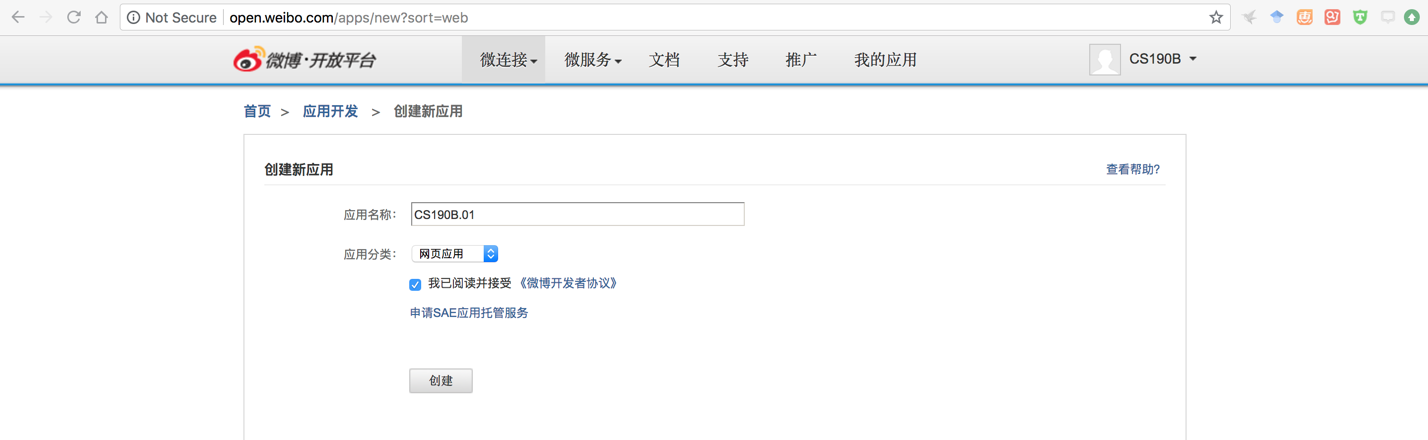 Not Secure open.weibo.com/apps/new?sort=web
微博·开放平台 微连接 微服务 文档 支持 推广 我的应用 CS190B
首页 > 应用开发 > 创建新应用
创建新应用 查看帮助?
应用名称: CS190B.01
应用分类: 网页应用
我已阅读并接受 《微博开发者协议》
申请SAE应用托管服务
创建